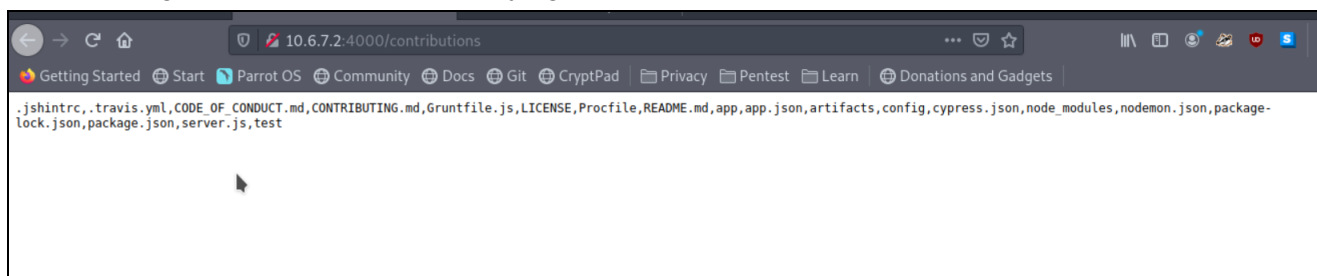 10.6.7.2:4000/contributions
Getting Started Start Parrot OS Community Docs Git CryptPad Privacy Pentest Learn Donations and Gadgets
.jshintrc,.travis.yml,CODE_OF_CONDUCT.md,CONTRIBUTING.md,Gruntfile.js,LICENSE,Procfile,README.md,app,app.json,artifacts,config,cypress.json,node_modules,nodemon.json,package-
lock.json,package.json,server.js,test